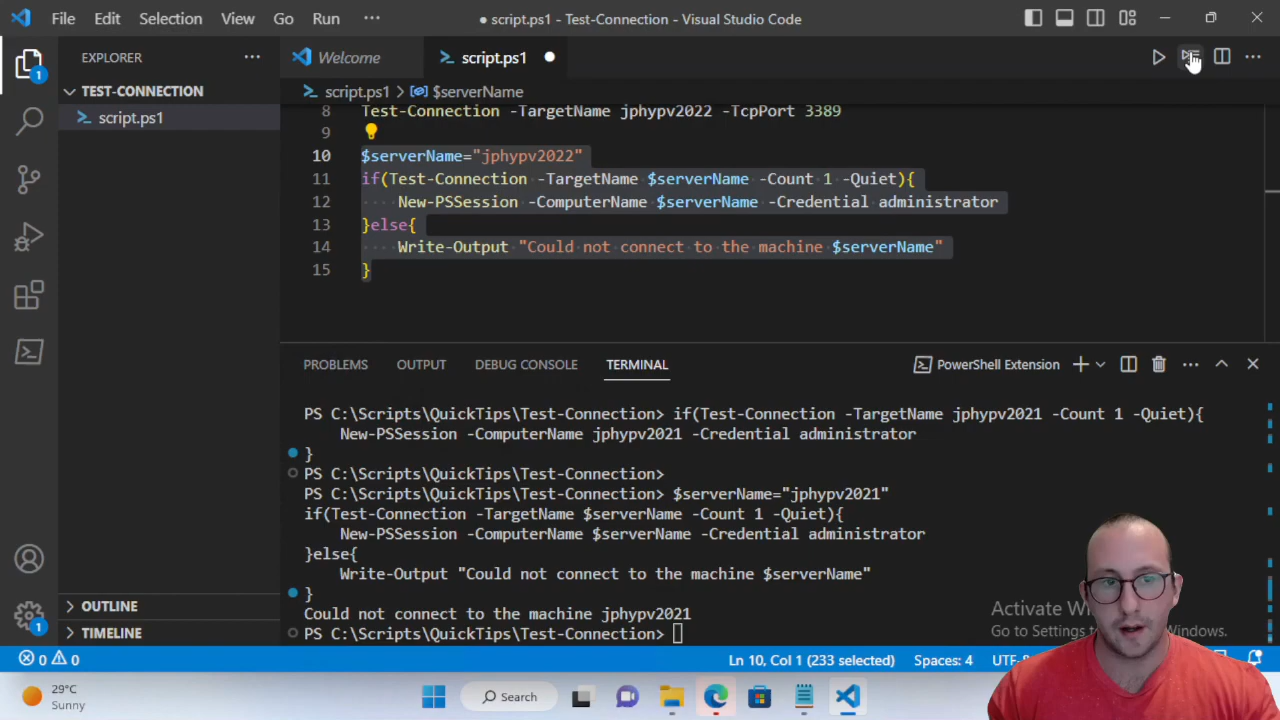 File Edit Selection View Go Run ··· ● script.ps1 - Test-Connection - Visual Studio Code
EXPLORER ···
Welcome
script.ps1 ●
1
TEST-CONNECTION
script.ps1
script.ps1 > $serverName
8 Test-Connection -TargetName jphypv2022 -TcpPort 3389
9
10 $serverName="jphypv2022"
11 if(Test-Connection -TargetName $serverName -Count 1 -Quiet){
12 New-PSSession -ComputerName $serverName -Credential administrator
13 }else{
14 Write-Output "Could not connect to the machine $serverName"
15 }
PROBLEMS OUTPUT DEBUG CONSOLE TERMINAL PowerShell Extension
PS C:\Scripts\QuickTips\Test-Connection> if(Test-Connection -TargetName jphypv2021 -Count 1 -Quiet){
New-PSSession -ComputerName jphypv2021 -Credential administrator
}
PS C:\Scripts\QuickTips\Test-Connection>
PS C:\Scripts\QuickTips\Test-Connection> $serverName="jphypv2021"
if(Test-Connection -TargetName $serverName -Count 1 -Quiet){
New-PSSession -ComputerName $serverName -Credential administrator
}else{
Write-Output "Could not connect to the machine $serverName"
}
Could not connect to the machine jphypv2021
PS C:\Scripts\QuickTips\Test-Connection>
OUTLINE
TIMELINE
1
Activate
Go to Settings
Windows.
0 0
Ln 10, Col 1 (233 selected) Spaces: 4
29°C
Sunny
Search